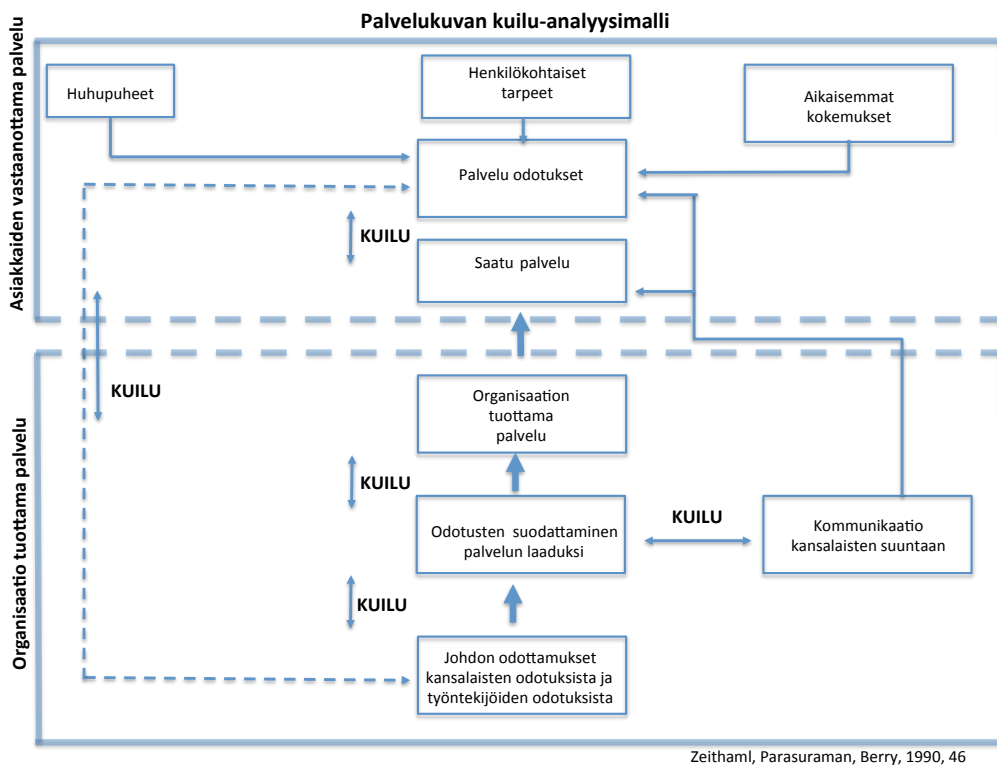 Palvelukuvan kuilu-analyysimalli
Asiakkaiden vastaanottama palvelu
Huhupuheet
Henkilökohtaiset
tarpeet
Aikaisemmat
kokemukset
Palvelu odotukset
KUILU
Saatu palvelu
Organisaatio tuottama palvelu
KUILU
Organisaation
tuottama
palvelu
KUILU
Odotusten suodattaminen
palvelun laaduksi
KUILU
Kommunikaatio
kansalaisten suuntaan
KUILU
Johdon odottamukset
kansalaisten odotuksista ja
työntekijöiden odotuksista
Zeithaml, Parasuraman, Berry, 1990, 46